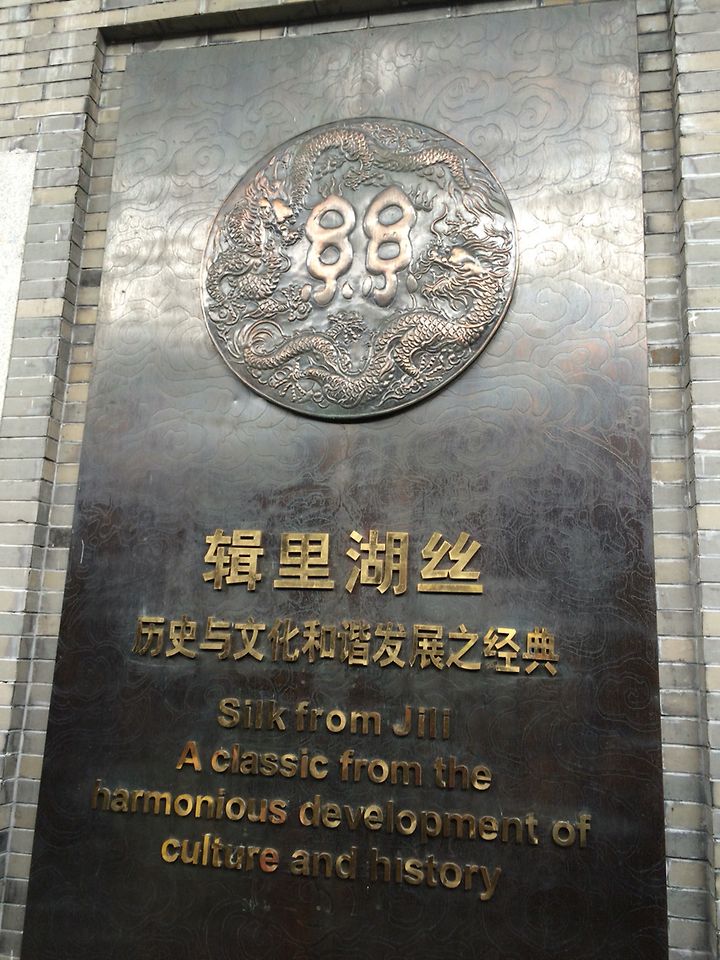 辑里湖丝
历史与文化和谐发展之经典
Silk from Jili
A classic from the
harmonious development of
culture and history